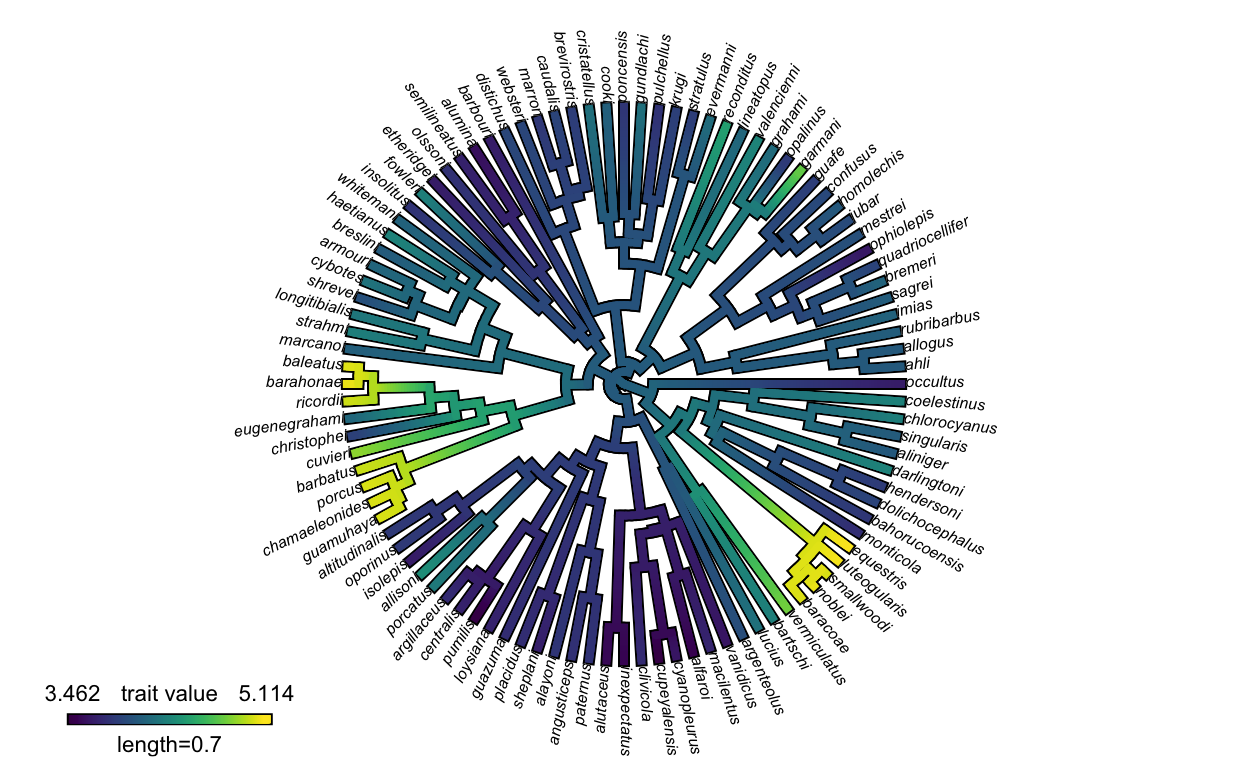 baleatus
marcanoi
strahmi
longitibialis
shrevei
cybotes
armouri
breslini
haetianus
whitemani
insolitus
fowleri
etheridgei
olssoni
semilineatus
alumina
barbouri
distichus
websteri
marron
caudalis
brevirostris
cristatellus
cooki
poncensis
gundlachi
pulchellus
krugi
stratulus
evermanni
reconditus
lineatopus
valencienni
grahami
opalinus
garmani
guafe
confusus
homolechis
jubar
mestrei
ophiolepis
quadriocellifer
bremeri
sagrei
imias
rubribarbus
allogus
ahli
occultus
coelestinus
chlorocyanus
singularis
aliniger
darlingtoni
hendersoni
dolichocephalus
bahorucoensis
monticola
equestris
luteogularis
smallwoodi
noblei
baracoae
vermiculatus
bartschi
lucius
argenteolus
vanidicus
macilentus
alfaroi
cyanopleurus
cupeyalensis
clivicola
inexpectatus
alutaceus
paternus
angusticeps
alayoni
sheplani
placidus
guazuma
loysiana
pumilis
centralis
argillaceus
porcatus
allisoni
isolepis
oporinus
altitudinalis
guamuhaya
chamaeleonides
porcus
barbatus
cuvieri
christophei
eugenegrahami
ricordii
barahonae
3.462 trait value 5.114
length=0.7